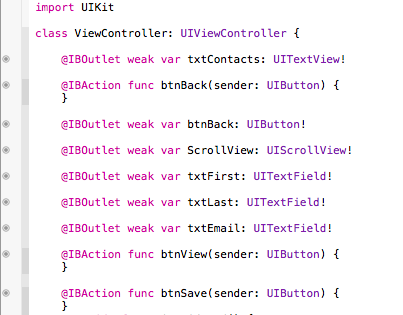 import UIKit
class ViewController: UIViewController {
@IBOutlet weak var txtContacts: UITextView!
@IBAction func btnBack(sender: UIButton) {
}
@IBOutlet weak var btnBack: UIButton!
@IBOutlet weak var ScrollView: UIScrollView!
@IBOutlet weak var txtFirst: UITextField!
@IBOutlet weak var txtLast: UITextField!
@IBOutlet weak var txtEmail: UITextField!
@IBAction func btnView(sender: UIButton) {
}
@IBAction func btnSave(sender: UIButton) {
}